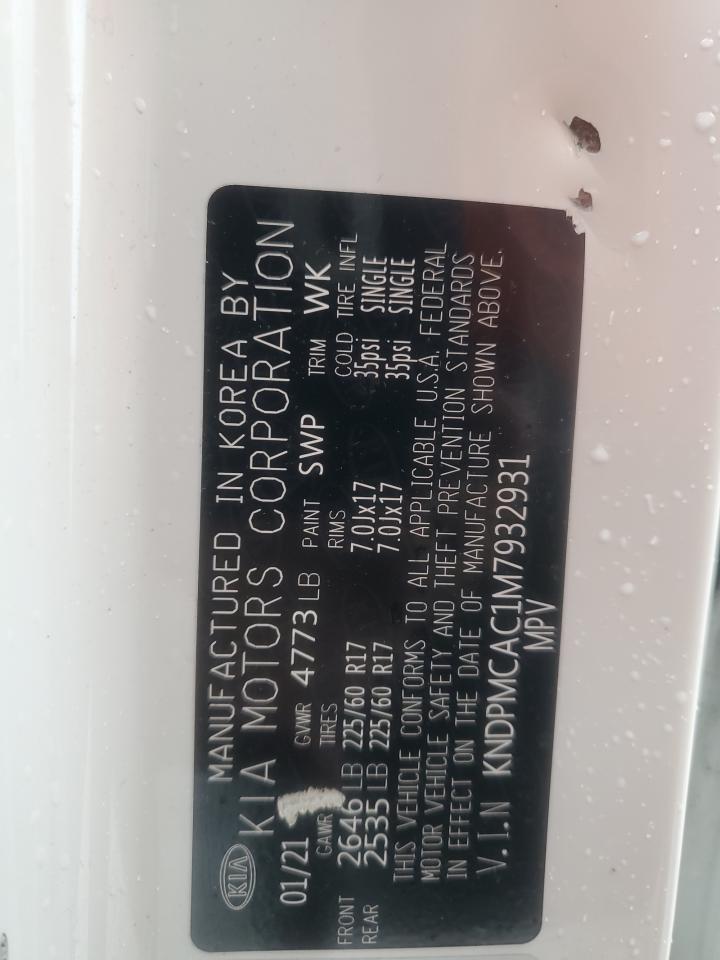 KIA
MANUFACTURED IN KOREA BY
KIA MOTORS CORPORATION
01/21 GVWR 4773 LB PAINT SWP TRIM WK
GAWR TIRES RIMS COLD TIRE INFL
FRONT 2646 LB 225/60 R17 7.0Jx17 35psi SINGLE
REAR 2535 LB 225/60 R17 7.0Jx17 35psi SINGLE
THIS VEHICLE CONFORMS TO ALL APPLICABLE U.S.A. FEDERAL
MOTOR VEHICLE SAFETY AND THEFT PREVENTION STANDARDS
IN EFFECT ON THE DATE OF MANUFACTURE SHOWN ABOVE.
V.I.N KNDPMCAC1M7932931
MPV